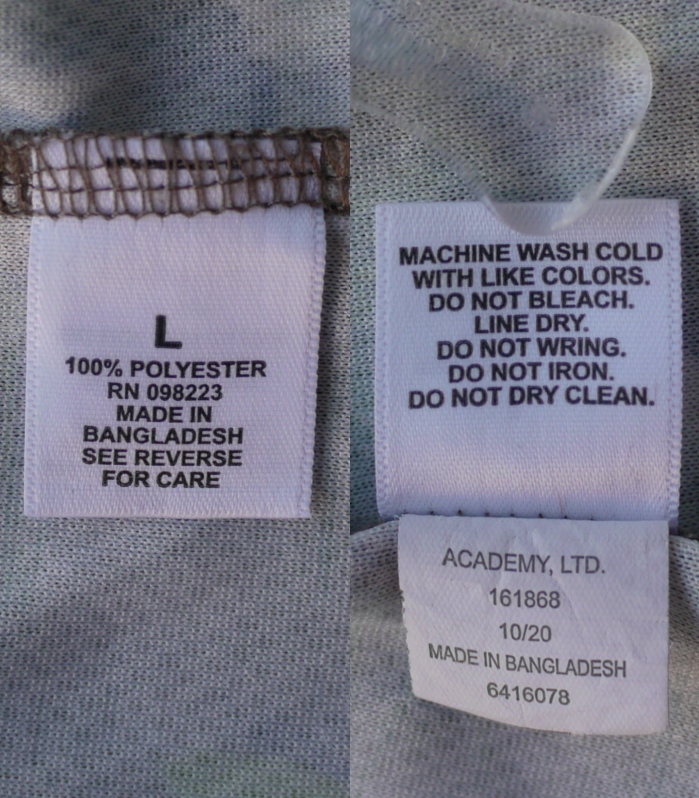 L
100% POLYESTER
RN 098223
MADE IN
BANGLADESH
SEE REVERSE
FOR CARE
MACHINE WASH COLD
WITH LIKE COLORS.
DO NOT BLEACH.
LINE DRY.
DO NOT WRING.
DO NOT IRON.
DO NOT DRY CLEAN.
ACADEMY, LTD.
161868
10/20
MADE IN BANGLADESH
6416078